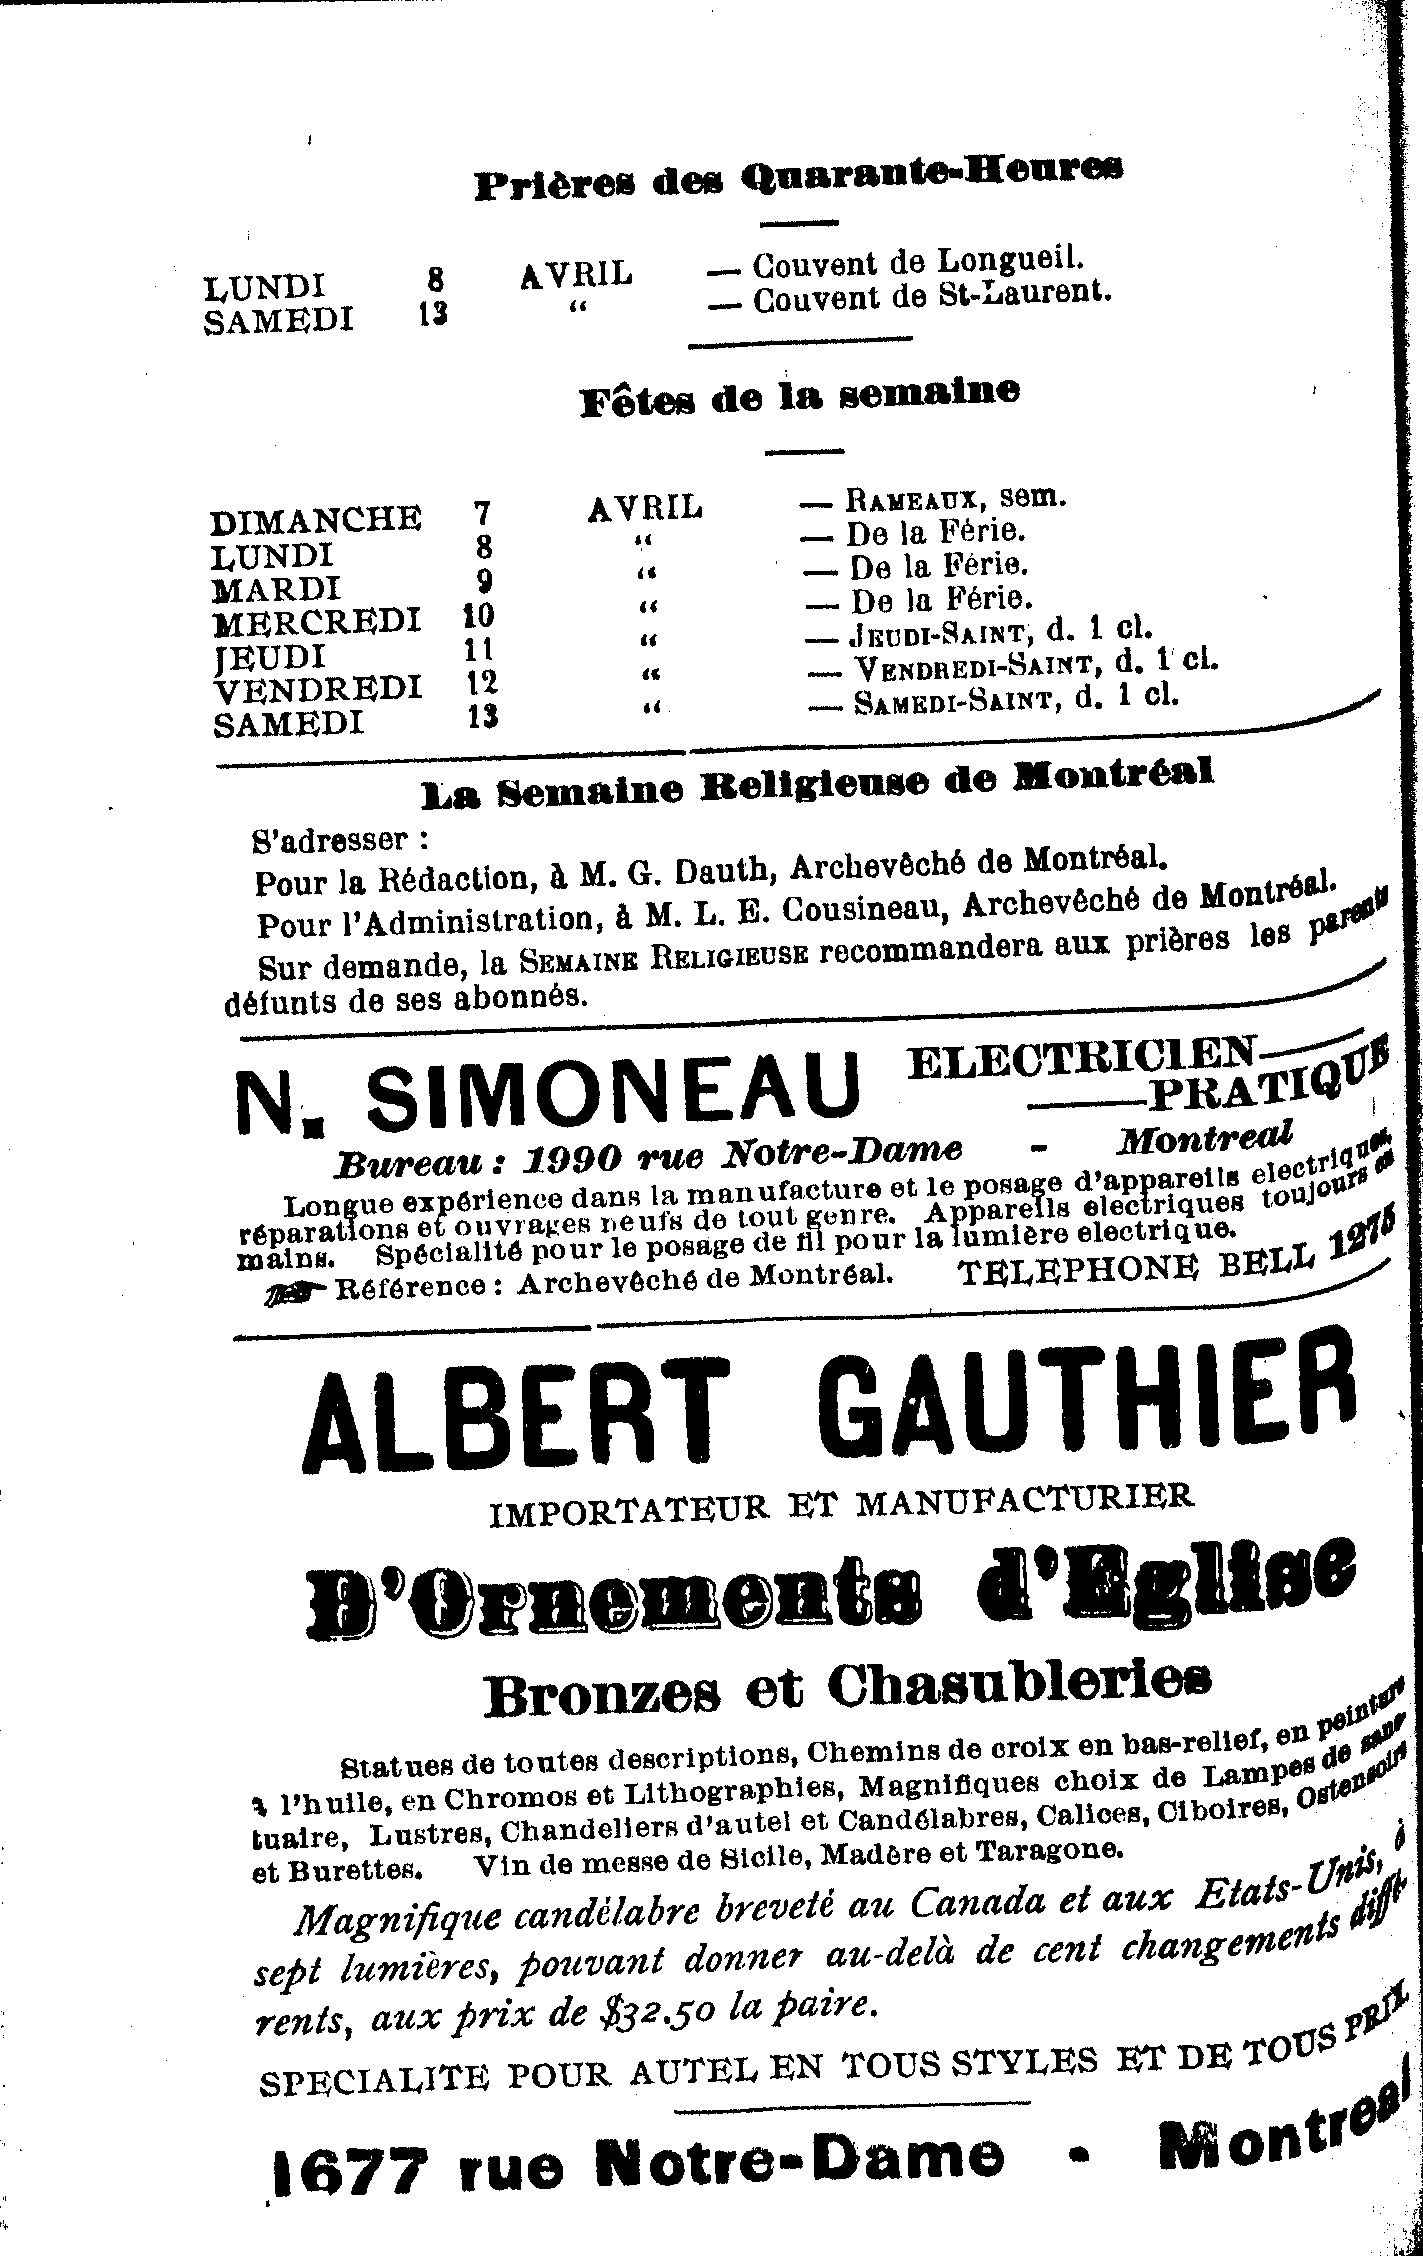 Prières des Quarante-Heures
LUNDI 8 AVRIL — Couvent de Longueil.
SAMEDI 13 “ — Couvent de St-Laurent.
Fêtes de la semaine
DIMANCHE 7 AVRIL — RAMEAUX, sem.
LUNDI 8 “ — De la Férie.
MARDI 9 “ — De la Férie.
MERCREDI 10 “ — De la Férie.
JEUDI 11 “ — JEUDI-SAINT, d. 1 cl.
VENDREDI 12 “ — VENDREDI-SAINT, d. 1 cl.
SAMEDI 13 “ — SAMEDI-SAINT, d. 1 cl.
La Semaine Religieuse de Montréal
S'adresser :
Pour la Rédaction, à M. G. Dauth, Archevêché de Montréal.
Pour l'Administration, à M. L. E. Cousineau, Archevêché de Montréal.
Sur demande, la SEMAINE RELIGIEUSE recommandera aux prières les parents
défunts de ses abonnés.
N. SIMONEAU ELECTRICIEN
PRATIQUE
Bureau : 1990 rue Notre-Dame - Montreal
Longue expérience dans la manufacture et le posage d'appareils electriques,
réparations et ouvrages neufs de tout genre. Appareils electriques toujours en
mains. Spécialité pour le posage de fil pour la lumière electrique.
Référence : Archevêché de Montréal. TELEPHONE BELL 1275
ALBERT GAUTHIER
IMPORTATEUR ET MANUFACTURIER
D'Ornements d'Eglise
Bronzes et Chasubleries
Statues de toutes descriptions, Chemins de croix en bas-relief, en peinture
à l'huile, en Chromos et Lithographies, Magnifiques choix de Lampes de sanc
tuaire, Lustres, Chandeliers d'autel et Candélabres, Calices, Ciboires, Ostensoirs
et Burettes. Vin de messe de Sicile, Madère et Taragone.
Magnifique candélabre breveté au Canada et aux Etats-Unis, à
sept lumières, pouvant donner au-delà de cent changements diffé
rents, aux prix de $32.50 la paire.
SPECIALITE POUR AUTEL EN TOUS STYLES ET DE TOUS PRIX
1677 rue Notre-Dame - Montreal